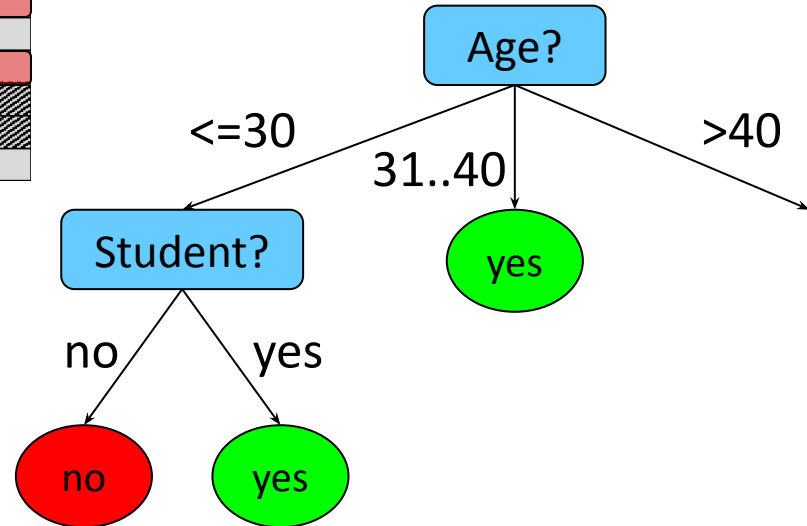 Age?
<=30
31..40
>40
Student?
yes
no
yes
no
yes